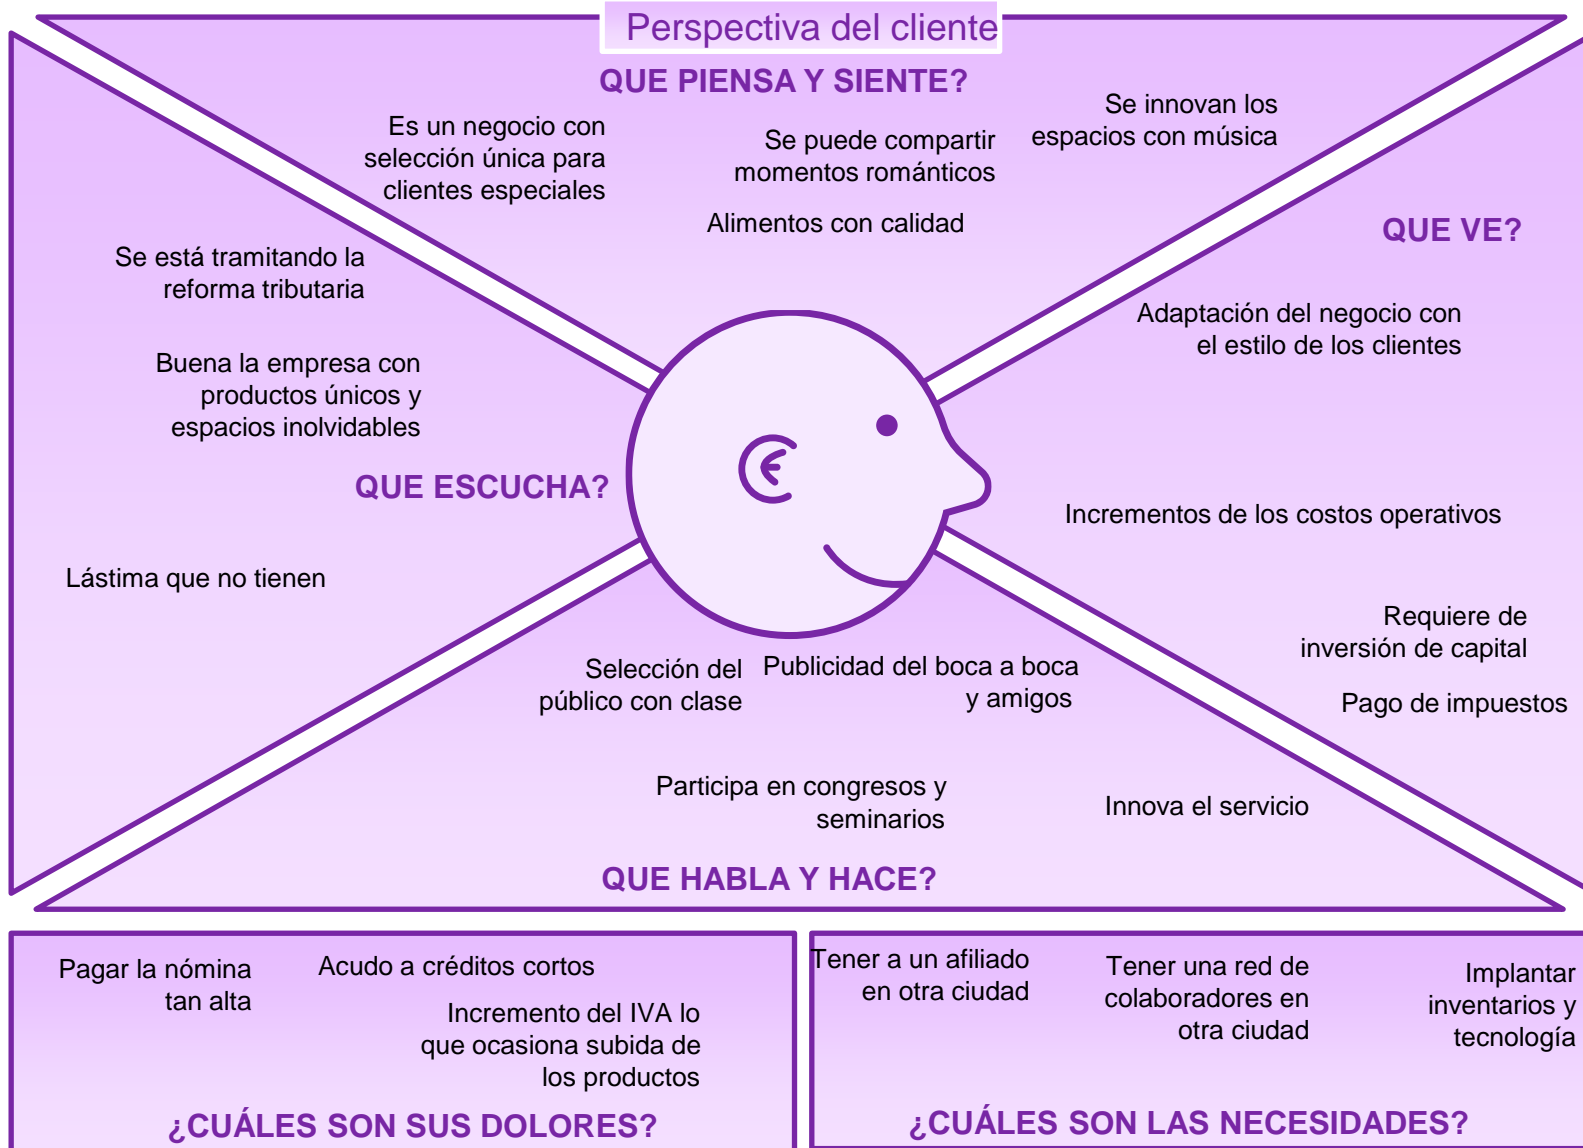 Perspectiva del cliente
QUE PIENSA Y SIENTE?
Es un negocio con
selección única para
clientes especiales
Se puede compartir
momentos románticos
Se innovan los
espacios con música
Alimentos con calidad
QUE VE?
Adaptación del negocio con
el estilo de los clientes
Incrementos de los costos operativos
Requiere de
inversión de capital
Pago de impuestos
Se está tramitando la
reforma tributaria
Buena la empresa con
productos únicos y
espacios inolvidables
QUE ESCUCHA?
Lástima que no tienen
Selección del
público con clase
Publicidad del boca a boca
y amigos
Participa en congresos y
seminarios
Innova el servicio
QUE HABLA Y HACE?
Pagar la nómina
tan alta
Acudo a créditos cortos
Incremento del IVA lo
que ocasiona subida de
los productos
¿CUÁLES SON SUS DOLORES?
Tener a un afiliado
en otra ciudad
Tener una red de
colaboradores en
otra ciudad
Implantar
inventarios y
tecnología
¿CUÁLES SON LAS NECESIDADES?